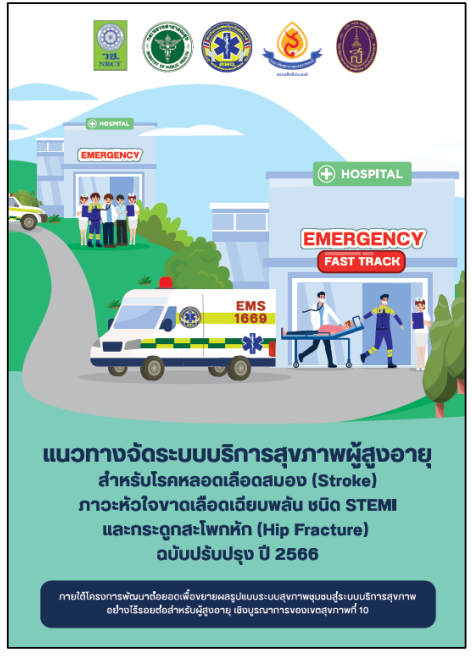 วช.
NRCT
HOSPITAL
EMERGENCY
HOSPITAL
EMERGENCY
FAST TRACK
EMS
1669
แนวทางจัดระบบบริการสุขภาพผู้สูงอายุ
สำหรับโรคหลอดเลือดสมอง (Stroke)
ภาวะหัวใจขาดเลือดเฉียบพลัน ชนิด STEMI
และกระดูกสะโพกหัก (Hip Fracture)
ฉบับปรับปรุง ปี 2566
ภายใต้โครงการพัฒนาต่อยอดเพื่อขยายผลรูปแบบระบบสุขภาพชุมชนสู่ระบบบริการสุขภาพ
อย่างไร้รอยต่อสำหรับผู้สูงอายุ เชิงบูรณาการของเขตสุขภาพที่ 10